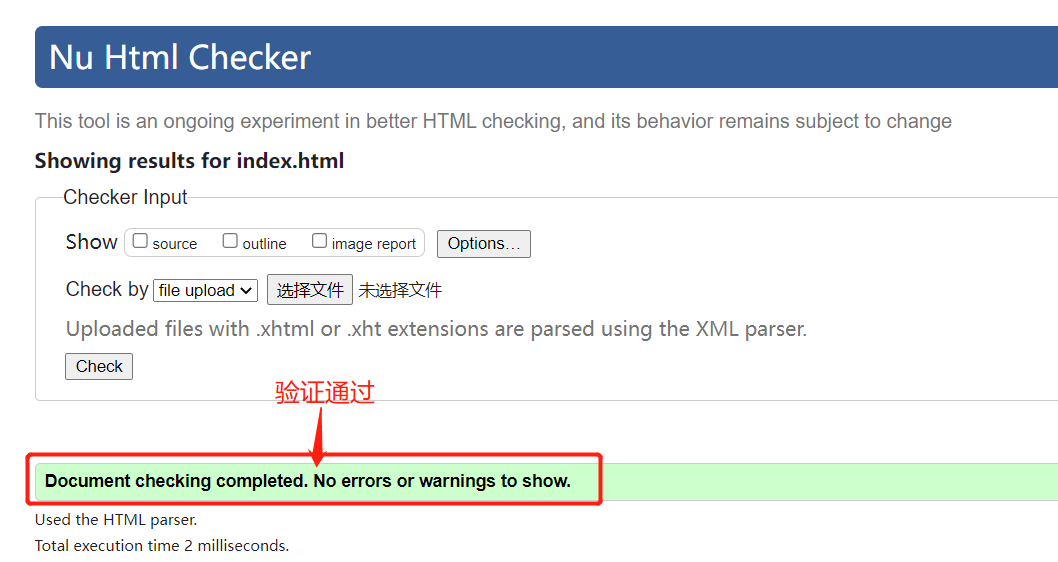 Nu Html Checker
This tool is an ongoing experiment in better HTML checking, and its behavior remains subject to change
Showing results for index.html
Checker Input
Show source outline image report Options...
Check by file upload 选择文件 未选择文件
Uploaded files with .xhtml or .xht extensions are parsed using the XML parser.
Check
验证通过
Document checking completed. No errors or warnings to show.
Used the HTML parser.
Total execution time 2 milliseconds.